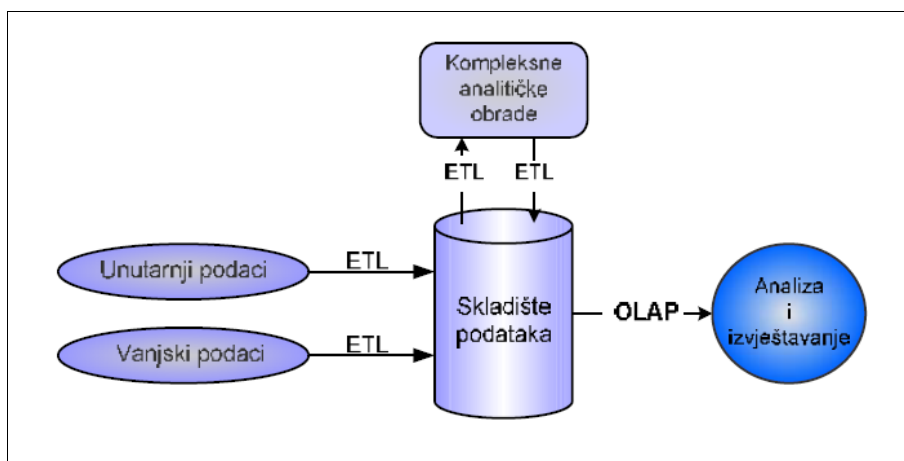 Kompleksne
analitičke
obrade
ETL ETL
Unutarnji podaci
ETL
Vanjski podaci
ETL
Skladište
podataka
OLAP
Analiza
i
izvještavanje